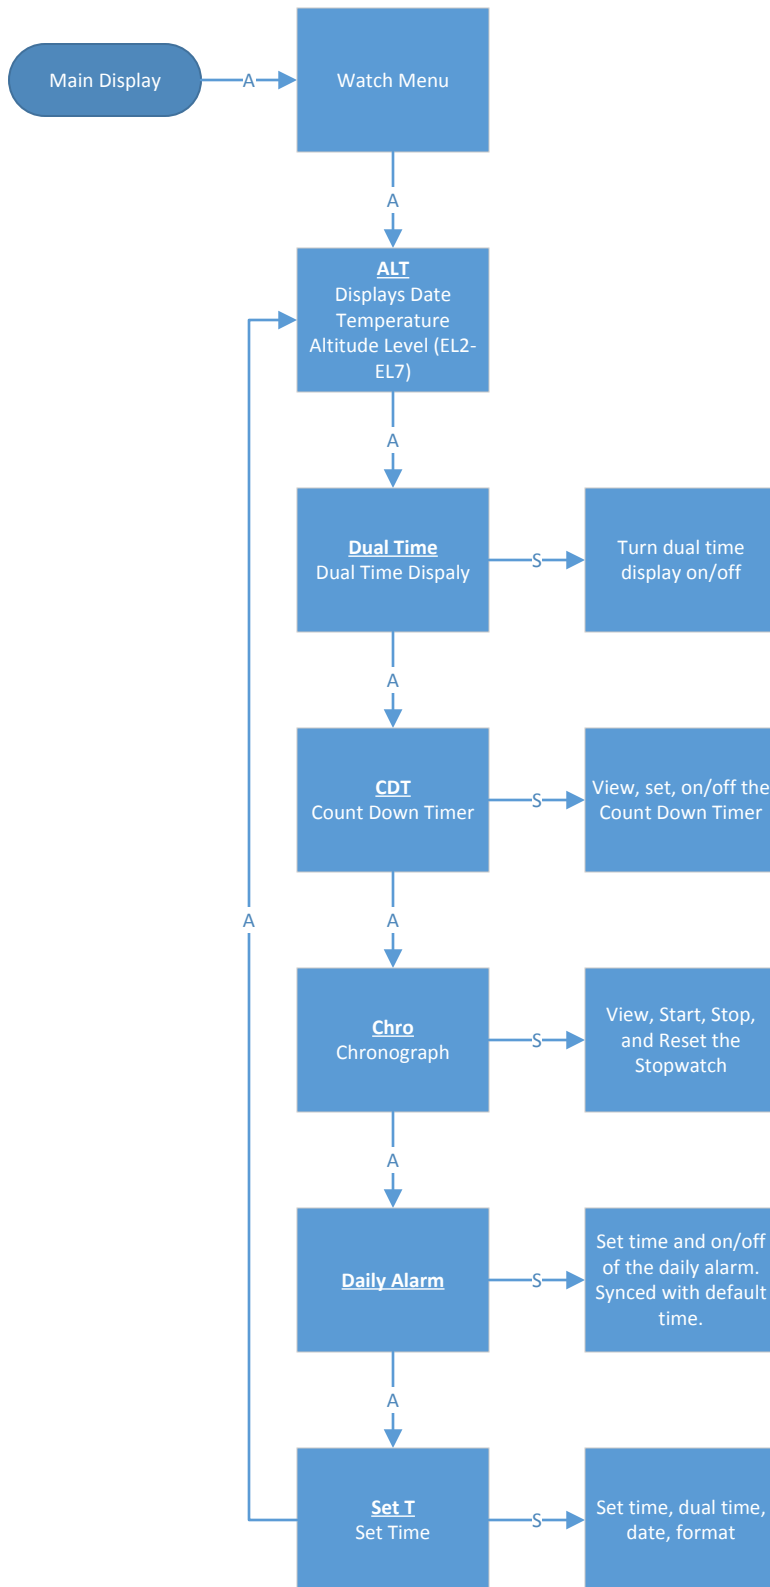 Main Display
A
Watch Menu
A
ALT
Displays Date
Temperature
Altitude Level (EL2-
EL7)
A
Dual Time
Dual Time Dispaly
S
Turn dual time
display on/off
A
CDT
Count Down Timer
S
View, set, on/off the
Count Down Timer
A
A
Chro
Chronograph
S
View, Start, Stop,
and Reset the
Stopwatch
A
Daily Alarm
S
Set time and on/off
of the daily alarm.
Synced with default
time.
A
Set T
Set Time
S
Set time, dual time,
date, format